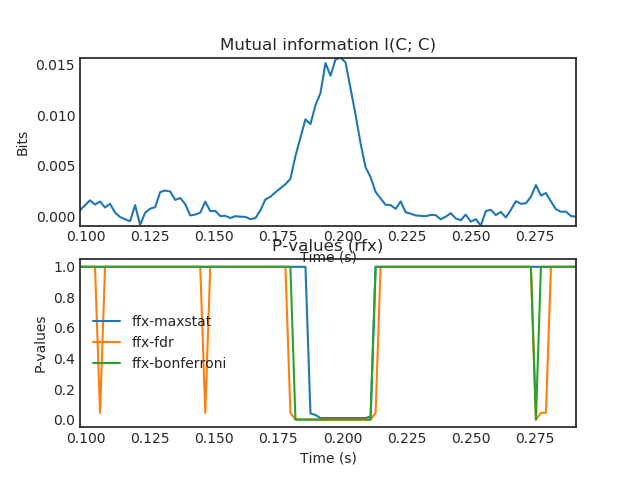 Mutual information I(C; C)
0.015
0.010
0.005
0.000
Bits
0.100 0.125 0.150 0.175 0.200 0.225 0.250 0.275
Time (s)
P-values (rfx)
1.0
0.8
0.6
0.4
0.2
0.0
P-values
ffx-maxstat
ffx-fdr
ffx-bonferroni
0.100 0.125 0.150 0.175 0.200 0.225 0.250 0.275
Time (s)